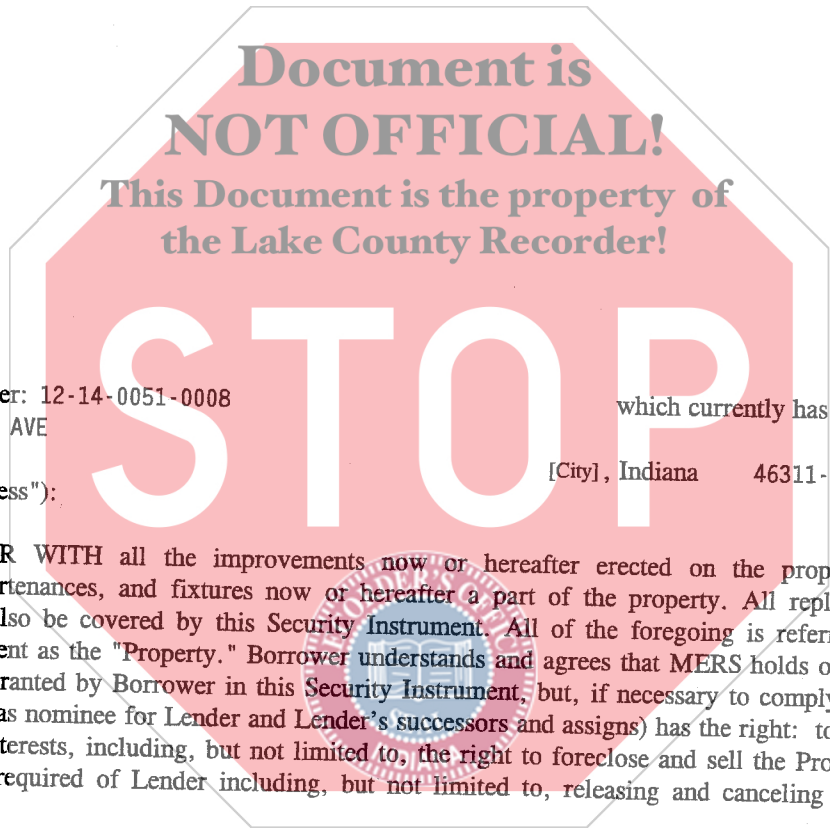 Document is
NOT OFFICIAL!
This Document is the property of
the Lake County Recorder!
STOP
er: 12-14-0051-0008 which currently has
AVE
[City], Indiana 46311-
ess"):
R WITH all the improvements now or hereafter erected on the prop
rtenances, and fixtures now or hereafter a part of the property. All repl
lso be covered by this Security Instrument. All of the foregoing is referr
ent as the "Property." Borrower understands and agrees that MERS holds o
ranted by Borrower in this Security Instrument, but, if necessary to comply
as nominee for Lender and Lender's successors and assigns) has the right: to
terests, including, but not limited to, the right to foreclose and sell the Pro
required of Lender including, but not limited to, releasing and canceling
RECORDER'S OFFICE
INDIANA